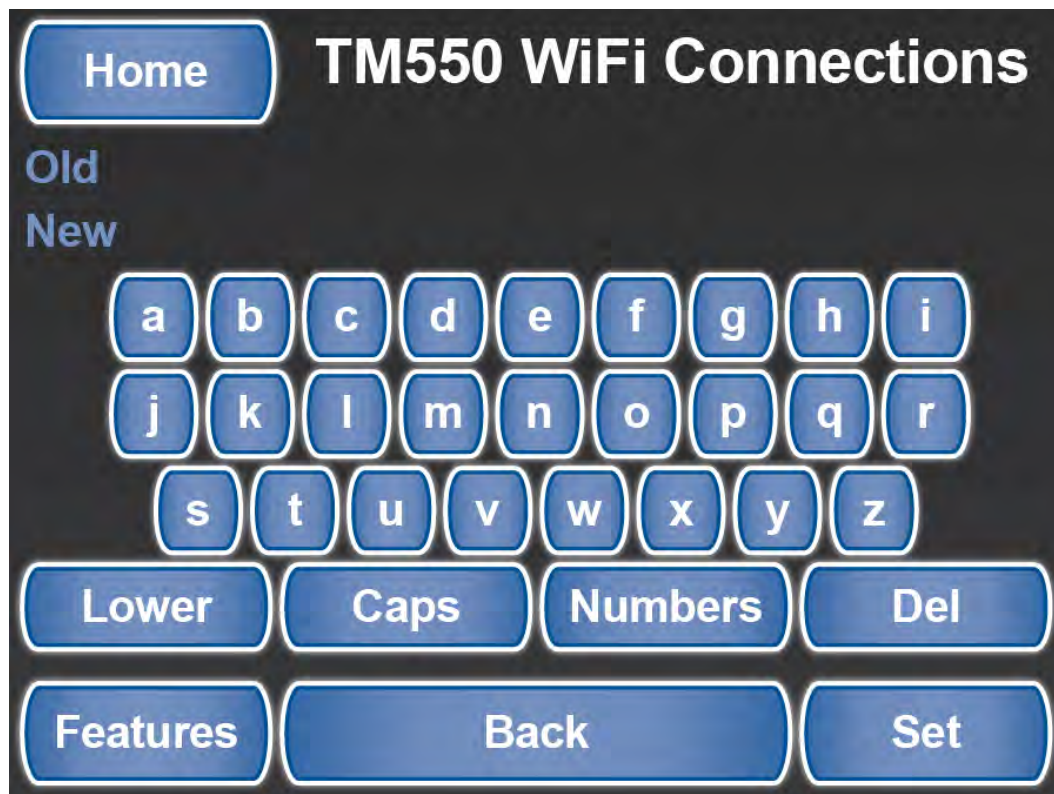 Home TM550 WiFi Connections
Old
New
a b c d e f g h i
j k l m n o p q r
s t u v w x y z
Lower Caps Numbers Del
Features Back Set